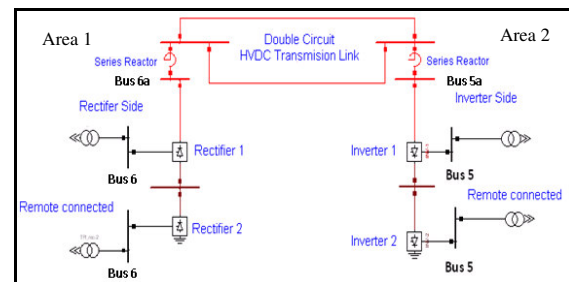 Area 1
Double Circuit
HVDC Transmision Link
Area 2
Series Reactor
Series Reactor
Bus 6a
Bus 5a
Rectifer Side
Inverter Side
Rectifier 1
Inverter 1
Bus 6
Bus 5
Remote connected
Remote connected
Rectifier 2
Inverter 2
Bus 6
Bus 5